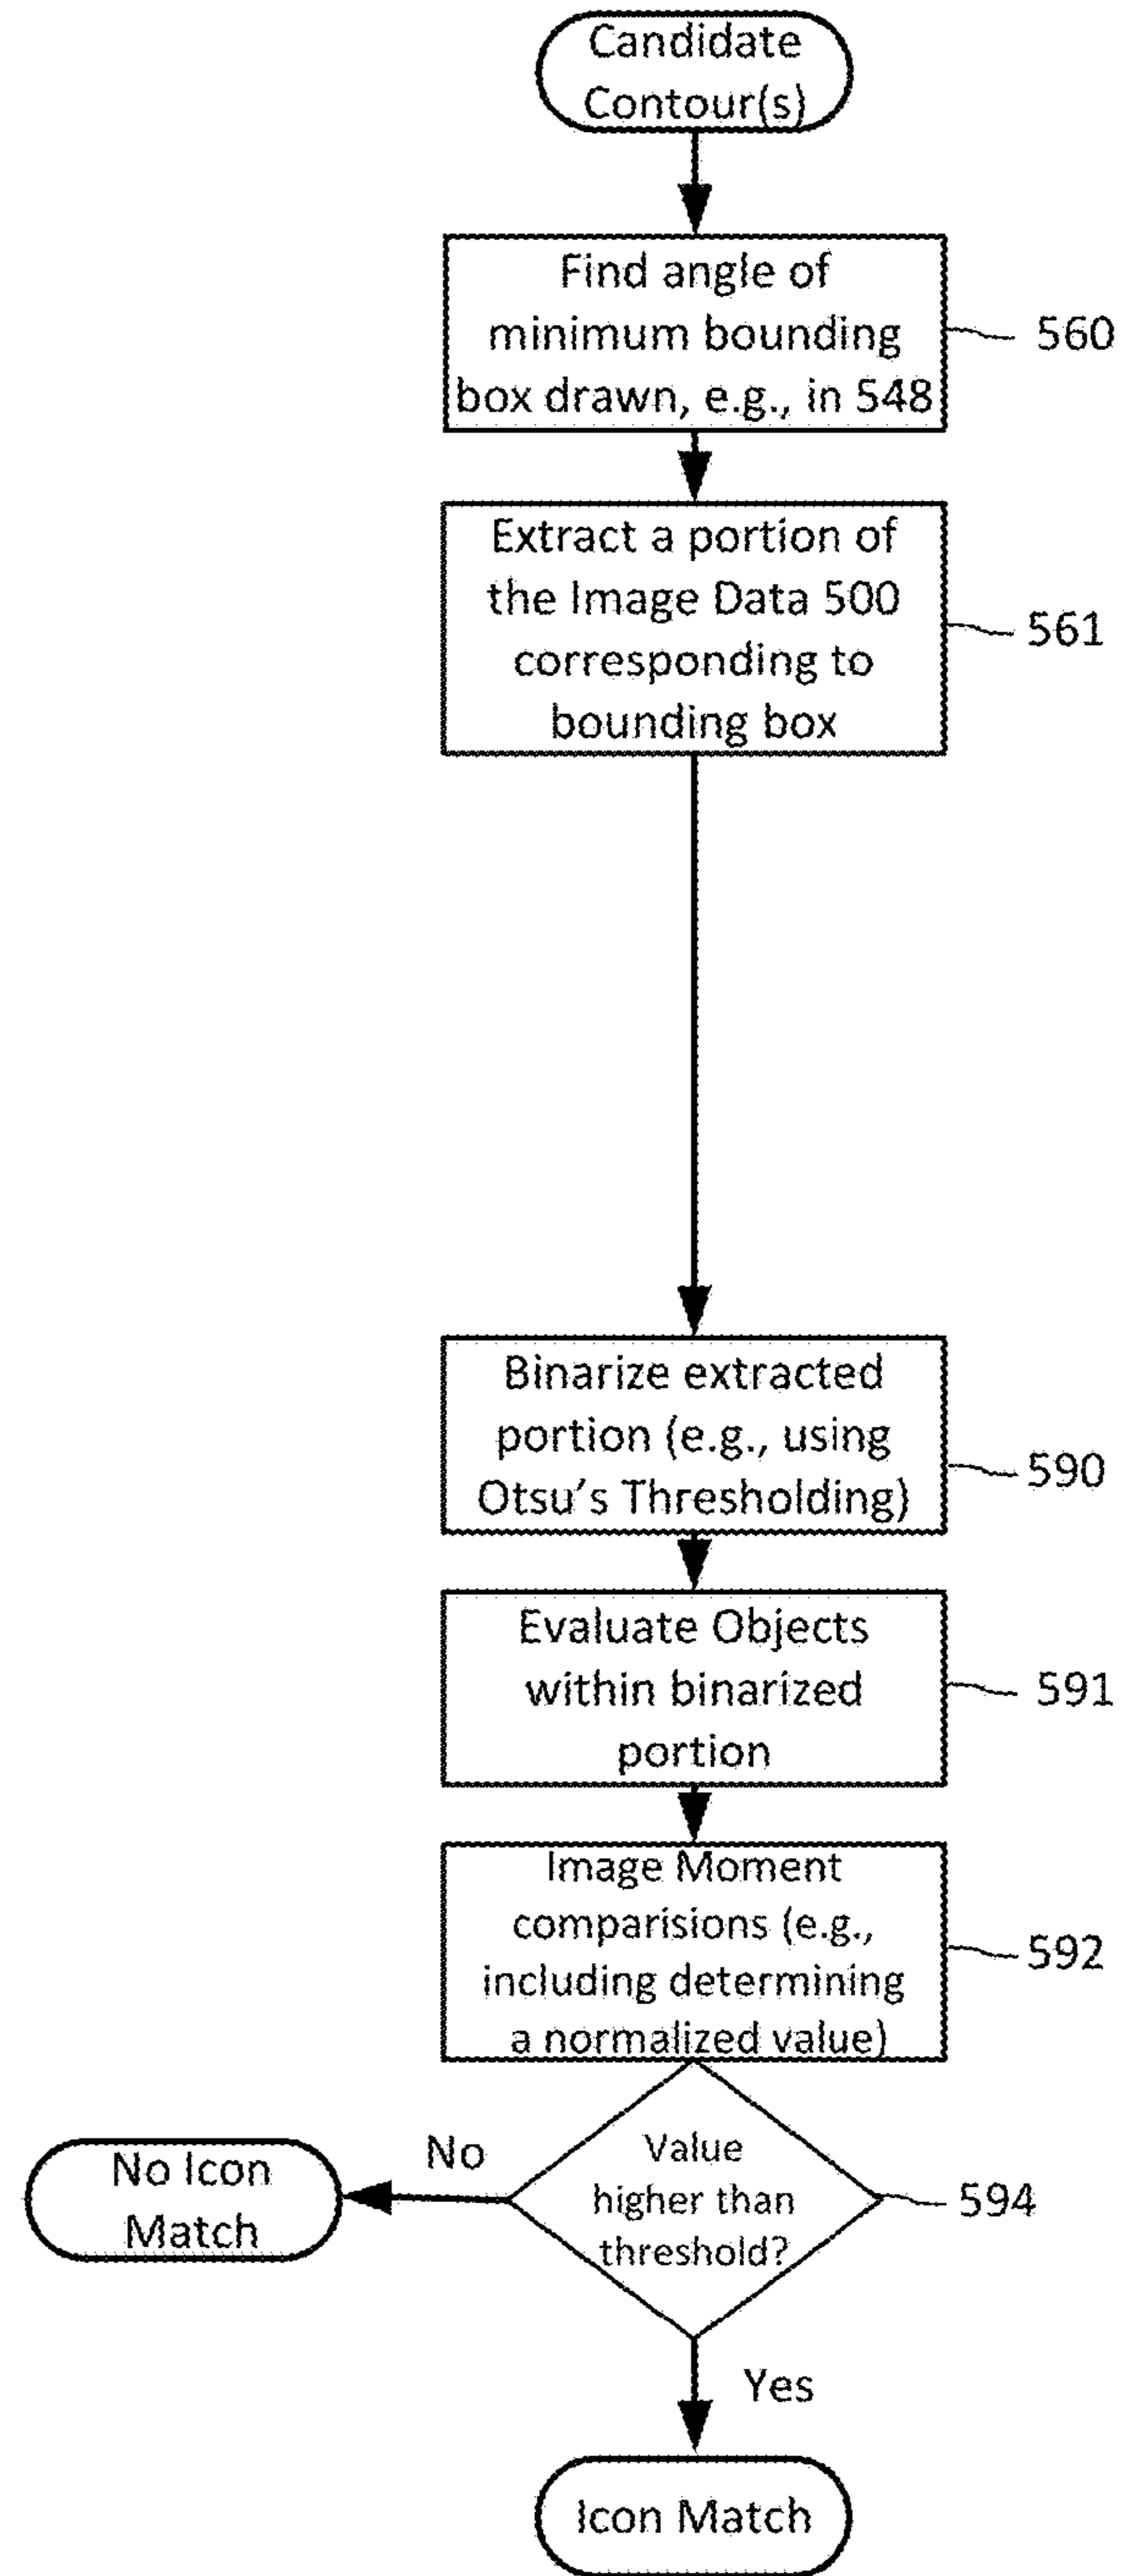 Candidate
Contour(s)
Find angle of
minimum bounding
box drawn, e.g., in 548
560
Extract a portion of
the Image Data 500
corresponding to
bounding box
561
Binarize extracted
portion (e.g., using
Otsu's Thresholding)
590
Evaluate Objects
within binarized
portion
591
Image Moment
comparisions (e.g.,
including determining
a normalized value)
592
Value
higher than
threshold?
594
No
No Icon
Match
Yes
Icon Match